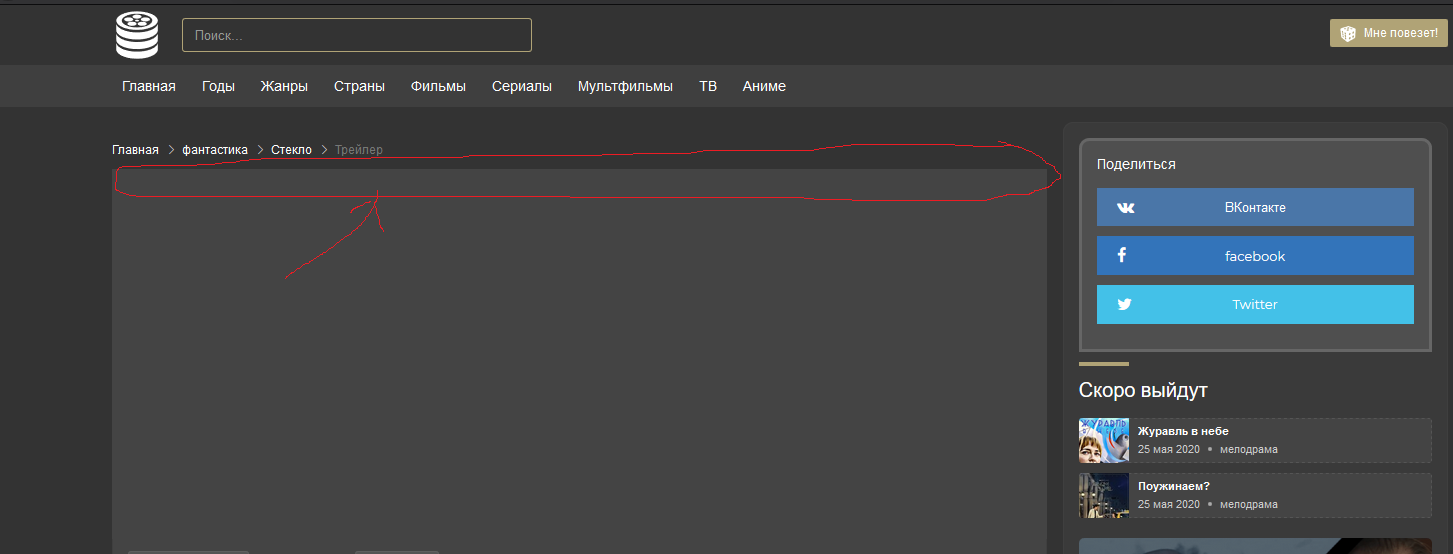 Поиск...
Мне повезет!
Главная Годы Жанры Страны Фильмы Сериалы Мультфильмы ТВ Аниме
Главная > фантастика > Стекло > Трейлер
Поделиться
ВКонтакте
facebook
Twitter
Скоро выйдут
Журавль в небе
25 мая 2020 • мелодрама
Поужинаем?
25 мая 2020 • мелодрама